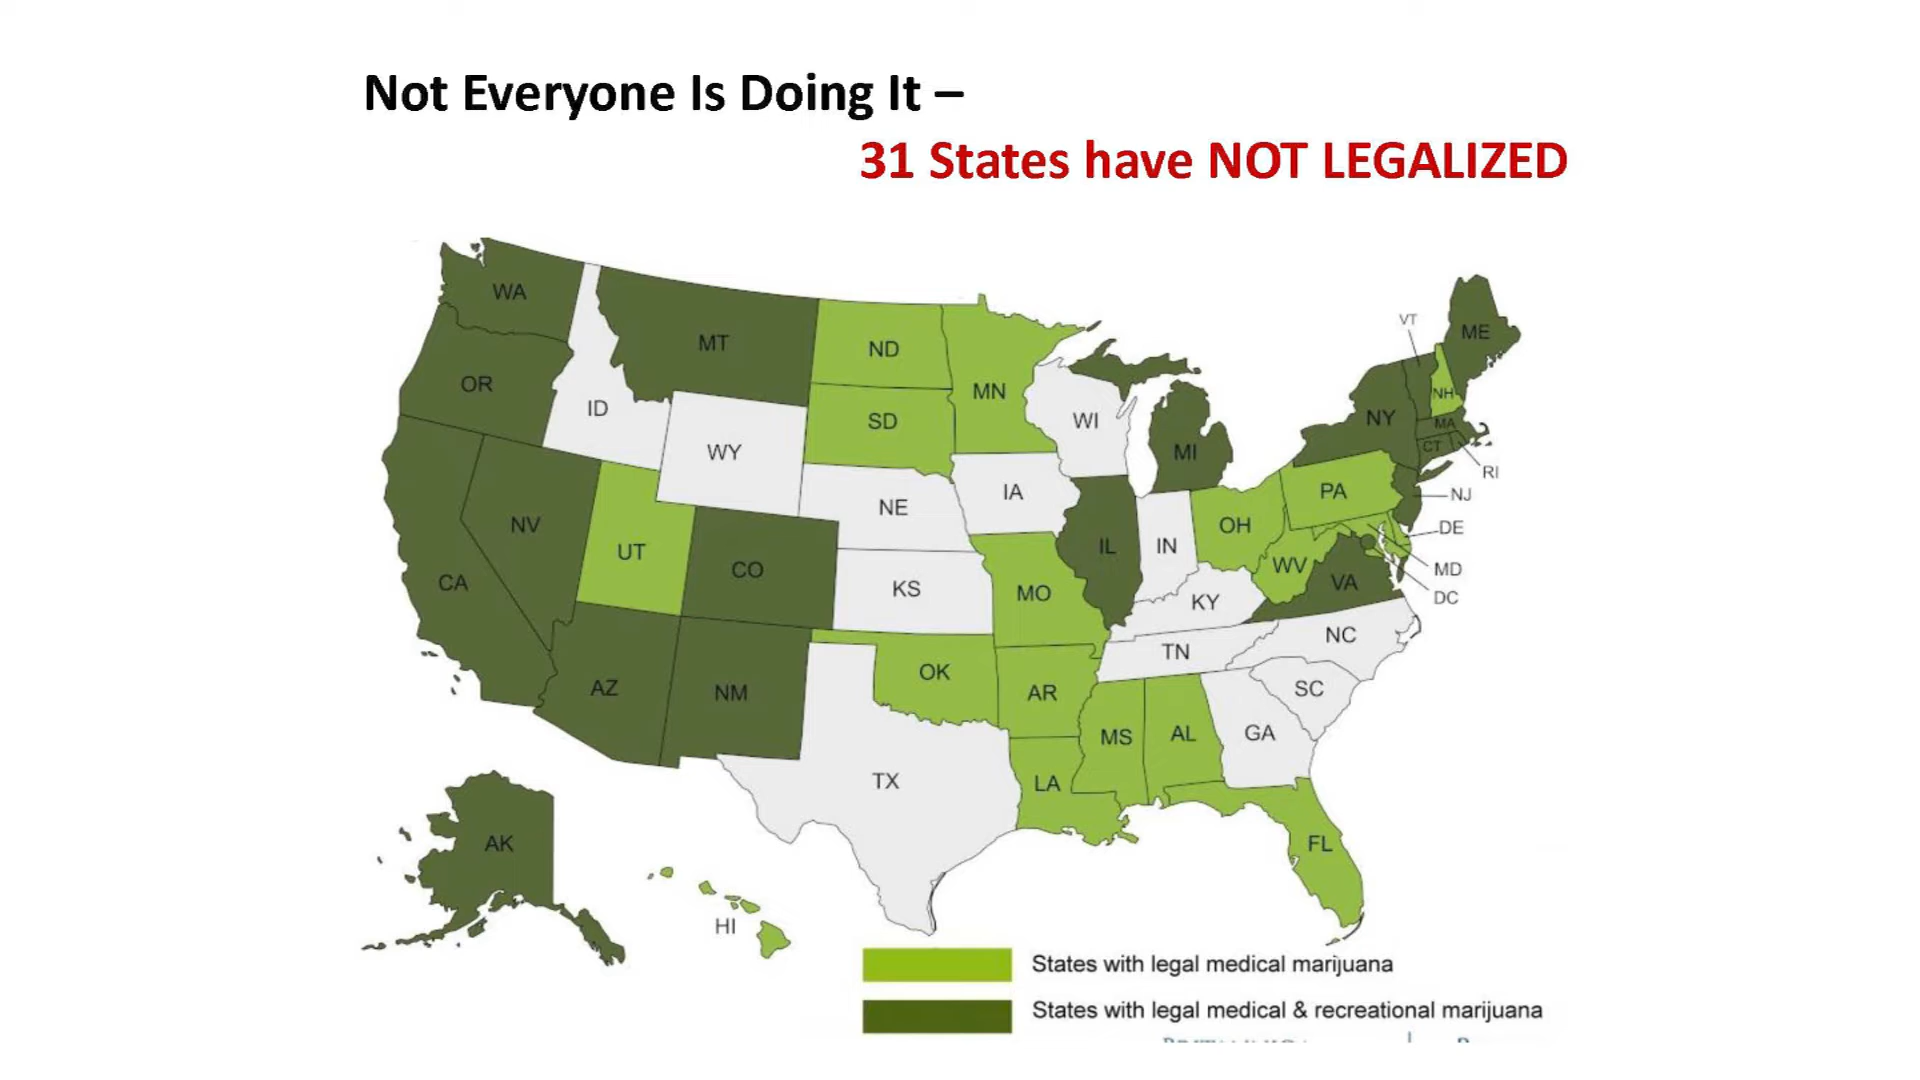 Not Everyone Is Doing It –
31 States have NOT LEGALIZED
WA
MT
ND
MN
VT
ME
OR
ID
SD
WI
NY
NH
MA
CT
WY
MI
RI
NE
IA
PA
NJ
NV
IL
IN
OH
DE
UT
CO
WV
MD
CA
KS
MO
KY
VA
DC
NC
TN
AZ
NM
OK
AR
SC
MS
AL
GA
TX
LA
AK
FL
HI
States with legal medical marijuana
States with legal medical & recreational marijuana